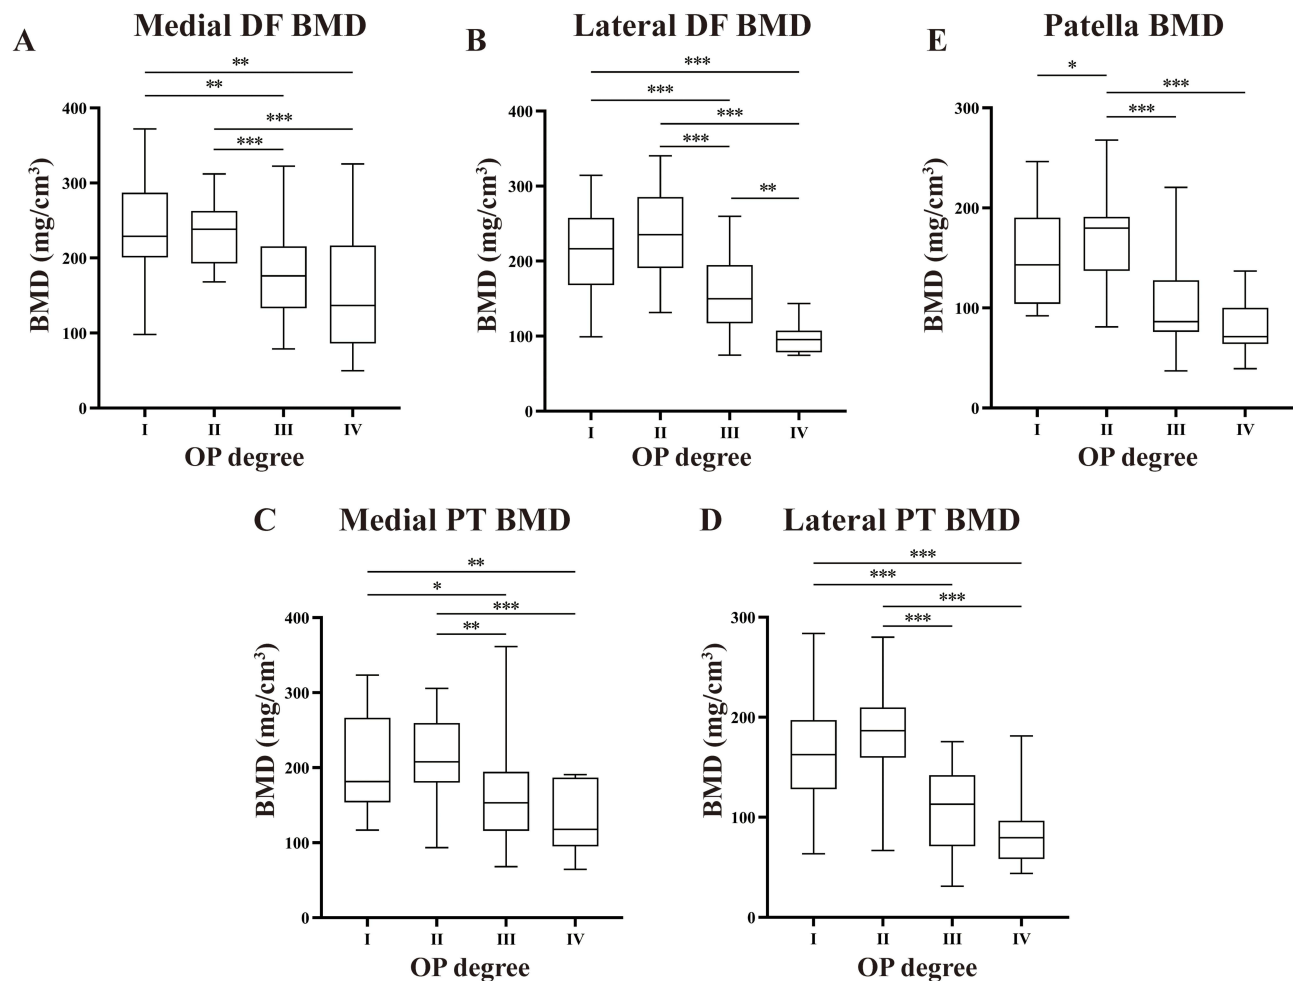 A
Medial DF BMD
**
**
***
***
400
300
200
100
0
BMD (mg/cm³)
I II III IV
OP degree
B
Lateral DF BMD
***
***
***
***
**
400
300
200
100
0
BMD (mg/cm³)
I II III IV
OP degree
E
Patella BMD
*
***
***
300
200
100
0
BMD (mg/cm³)
I II III IV
OP degree
C
Medial PT BMD
**
*
***
**
400
300
200
100
0
BMD (mg/cm³)
I II III IV
OP degree
D
Lateral PT BMD
***
***
***
***
300
200
100
0
BMD (mg/cm³)
I II III IV
OP degree